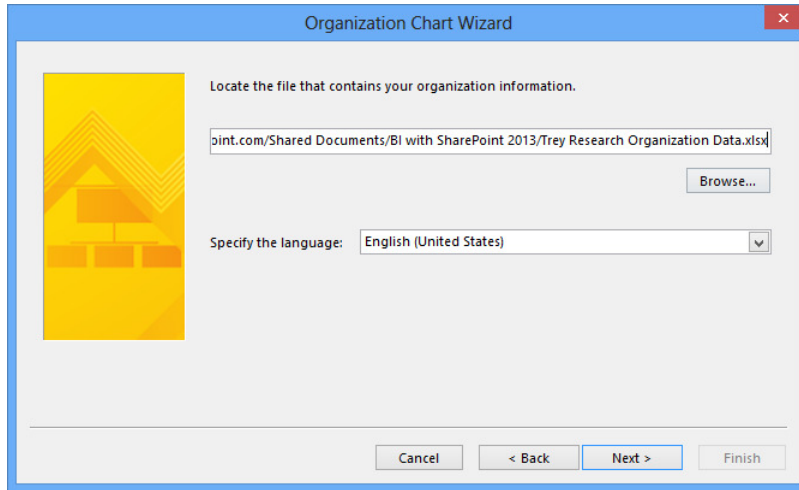 Organization Chart Wizard
Locate the file that contains your organization information.
oint.com/Shared Documents/BI with SharePoint 2013/Trey Research Organization Data.xlsx
Browse...
Specify the language: English (United States)
Cancel < Back Next > Finish